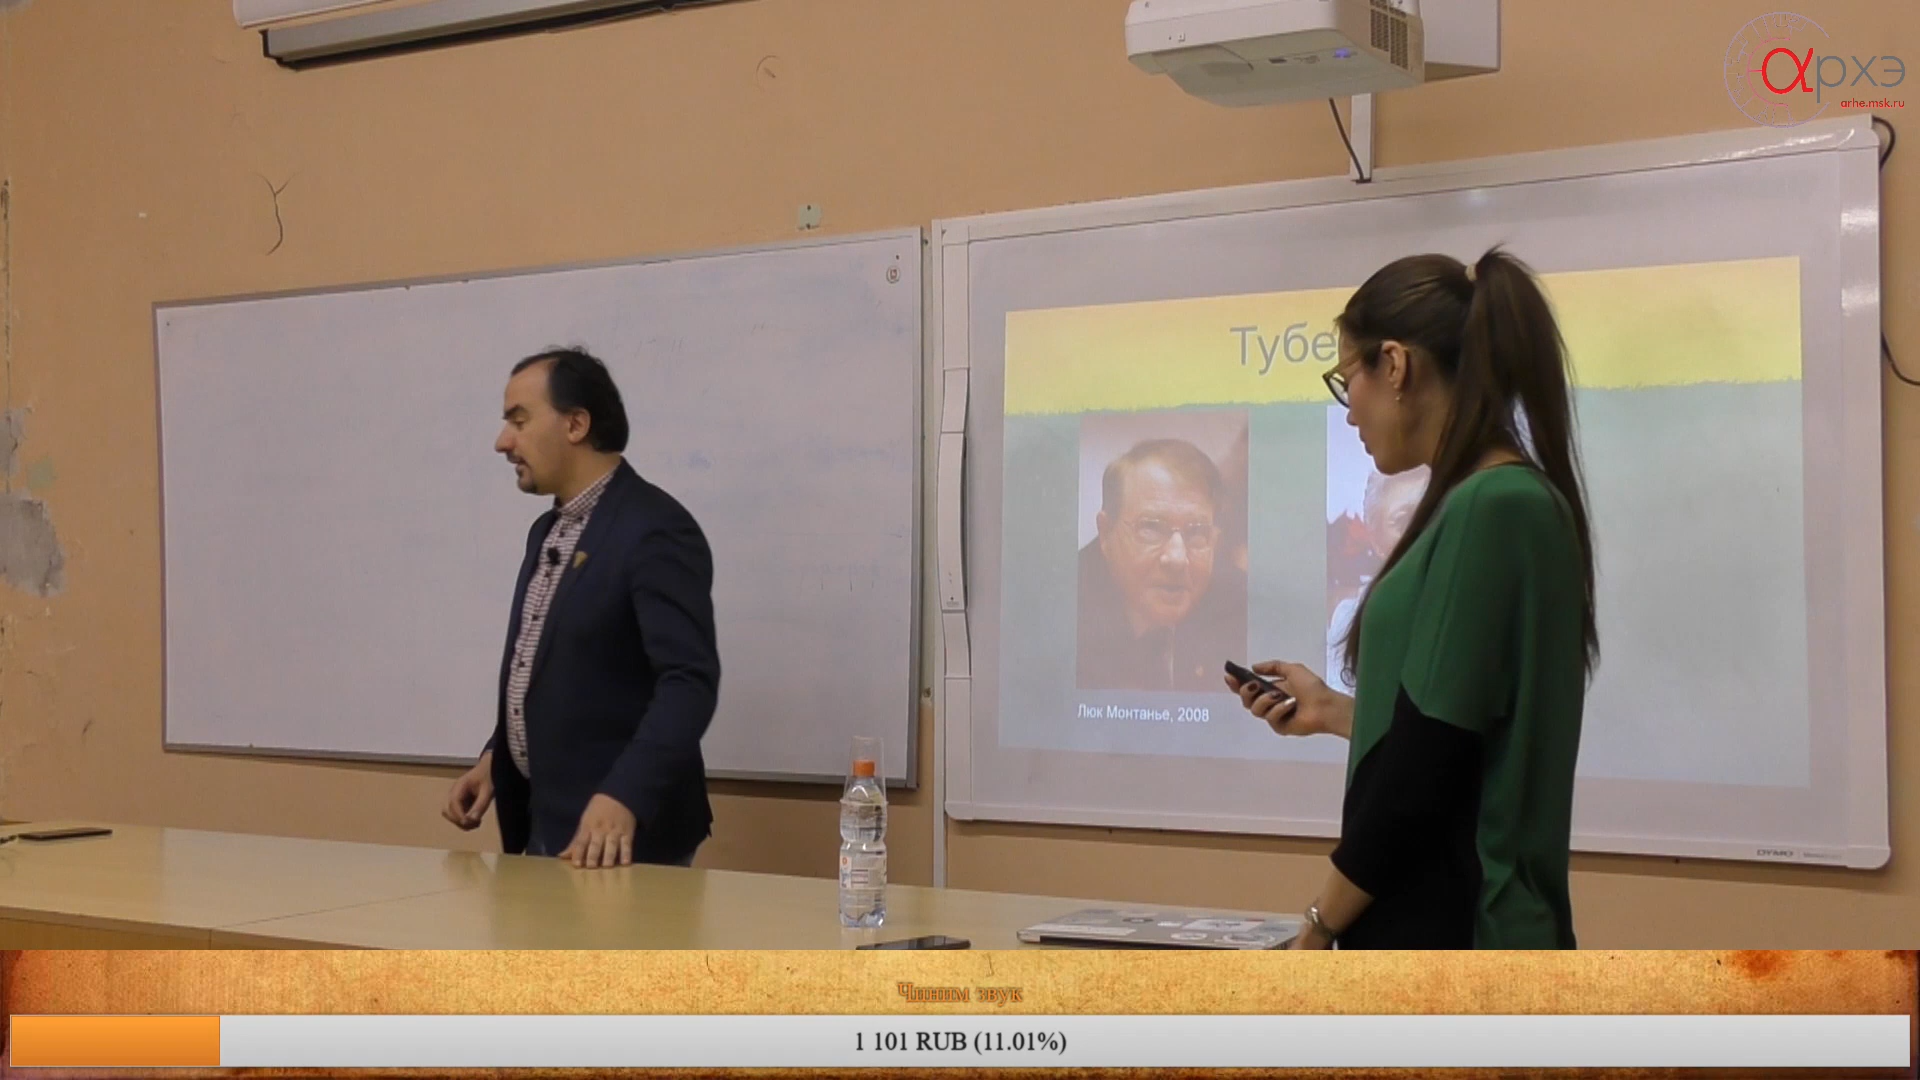 αрхэ
arhe.msk.ru
Тубе
Люк Монтанье, 2008
DYMO
Чиним звук
1 101 RUB (11.01%)